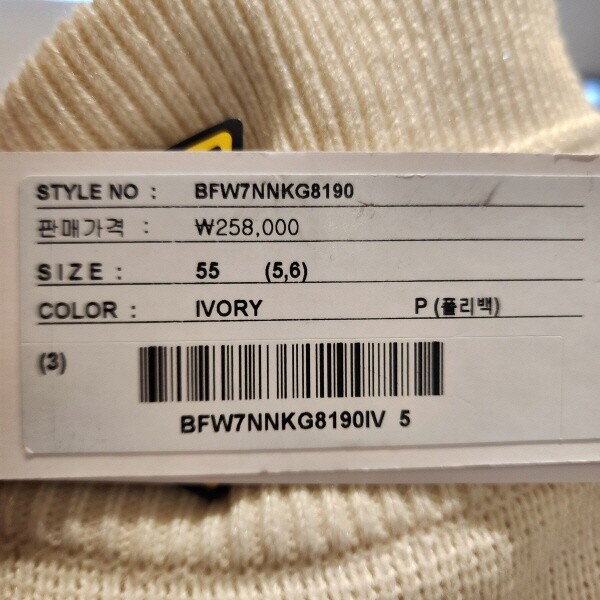 STYLE NO : BFW7NNKG8190
판매가격 : ₩258,000
SIZE : 55 (5,6)
COLOR : IVORY P (폴리백)
(3)
BFW7NNKG8190IV 5